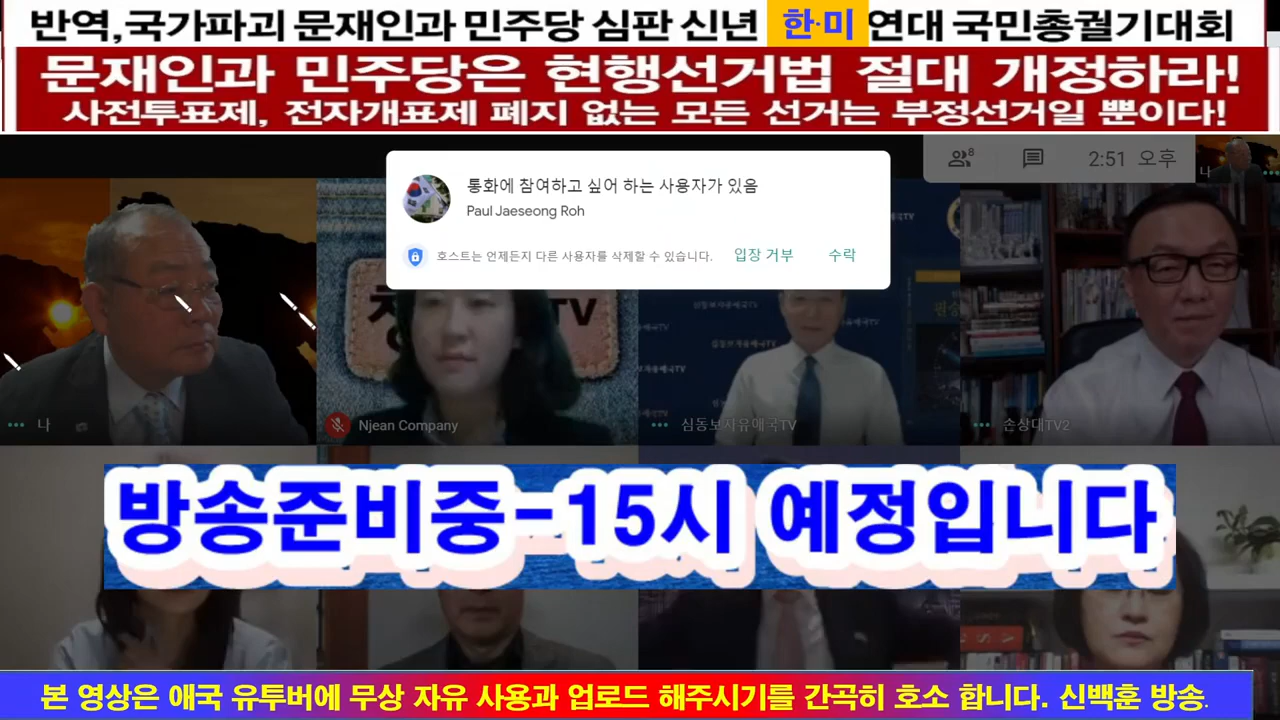 반역,국가파괴 문재인과 민주당 심판 신년 한·미 연대 국민총궐기대회
문재인과 민주당은 현행선거법 절대 개정하라!
사전투표제, 전자개표제 폐지 없는 모든 선거는 부정선거일 뿐이다!
8
2:51 오후
나
통화에 참여하고 싶어 하는 사용자가 있음
Paul Jaeseong Roh
호스트는 언제든지 다른 사용자를 삭제할 수 있습니다.
입장 거부
수락
TV
나
Njean Company
심동보자유애국TV
손상대TV2
방송준비중-15시 예정입니다
본 영상은 애국 유투버에 무상 자유 사용과 업로드 해주시기를 간곡히 호소 합니다. 신백훈 방송.